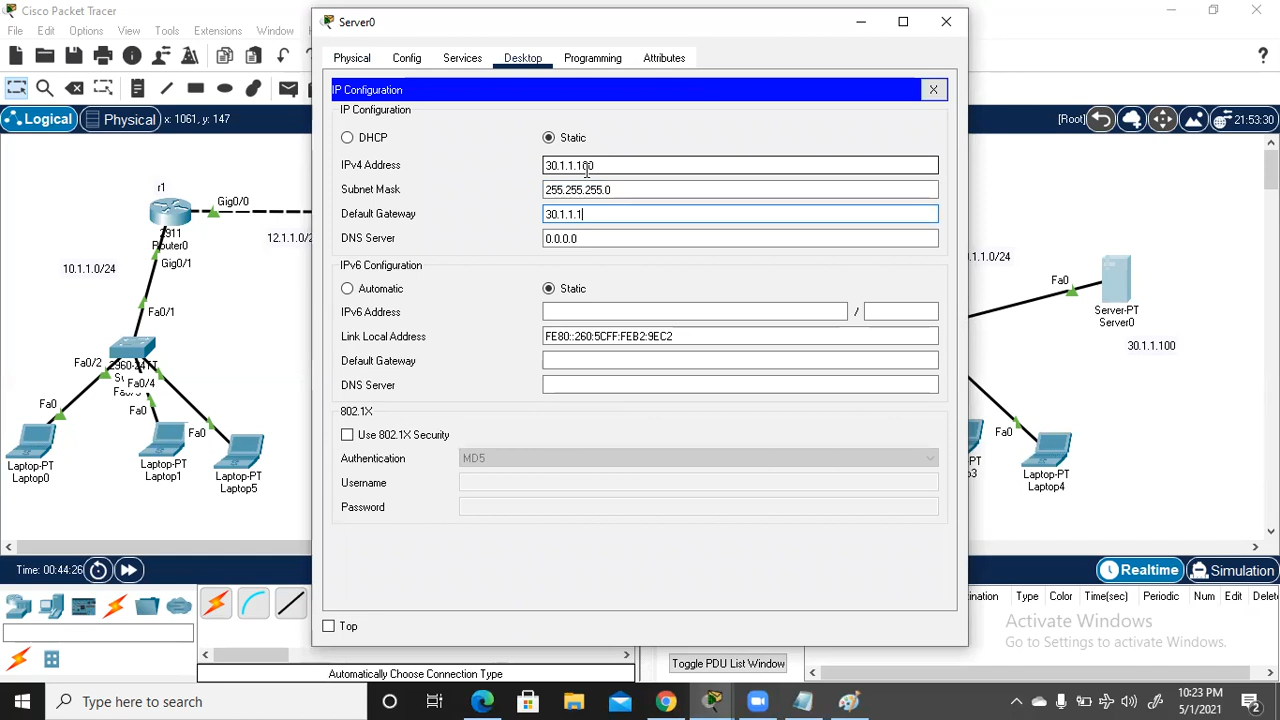 Cisco Packet Tracer
File Edit Options View Tools Extensions Window
Logical Physical x: 1061, y: 147
[Root] 21:53:30
Server0
Physical Config Services Desktop Programming Attributes
IP Configuration X
IP Configuration
DHCP Static
IPv4 Address 30.1.1.100
Subnet Mask 255.255.255.0
Default Gateway 30.1.1.1
DNS Server 0.0.0.0
IPv6 Configuration
Automatic Static
IPv6 Address /
Link Local Address FE80::260:5CFF:FEB2:9EC2
Default Gateway
DNS Server
802.1X
Use 802.1X Security
Authentication MD5
Username
Password
Top
r1
Gig0/0
2911
Router0
12.1.1.0/
Gig0/1
10.1.1.0/24
Fa0/1
Fa0/2
2960-24TT
Fa0/4
Fa0
Fa0
Fa0
Laptop-PT
Laptop0
Laptop-PT
Laptop1
Laptop-PT
Laptop5
.1.1.0/24
Fa0
Server-PT
Server0
30.1.1.100
Fa0
Laptop-PT
Laptop4
Time: 00:44:26
Realtime Simulation
Type Color Time(sec) Periodic Num Edit
Automatically Choose Connection Type
Toggle PDU List Window
Activate Windows
Go to Settings to activate Windows.
Type here to search
10:23 PM
5/1/2021
2